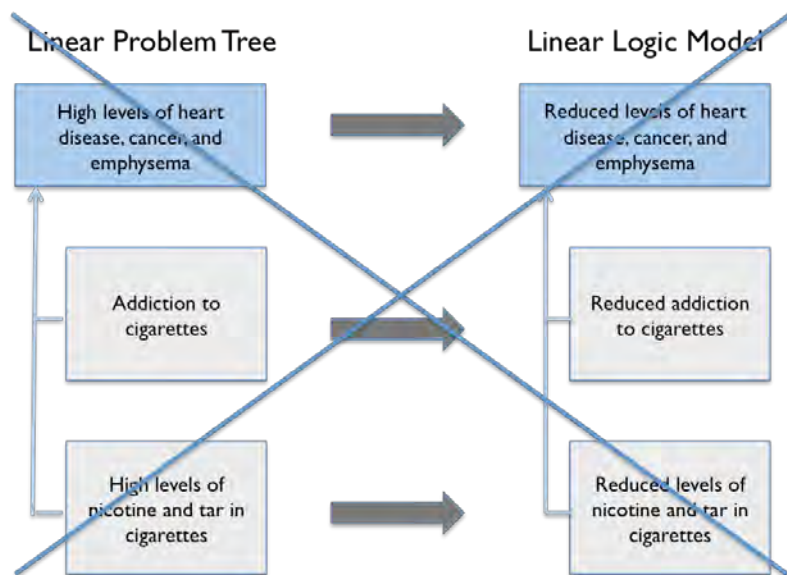 Linear Problem Tree
Linear Logic Model
High levels of heart
disease, cancer, and
emphysema
Reduced levels of heart
disease, cancer, and
emphysema
Addiction to
cigarettes
Reduced addiction
to cigarettes
High levels of
nicotine and tar in
cigarettes
Reduced levels of
nicotine and tar in
cigarettes